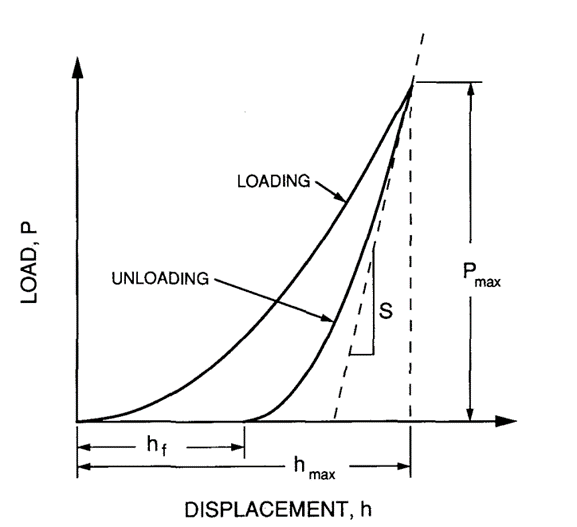 LOADING
UNLOADING
LOAD, P
P_max
S
h_f
h_max
DISPLACEMENT, h